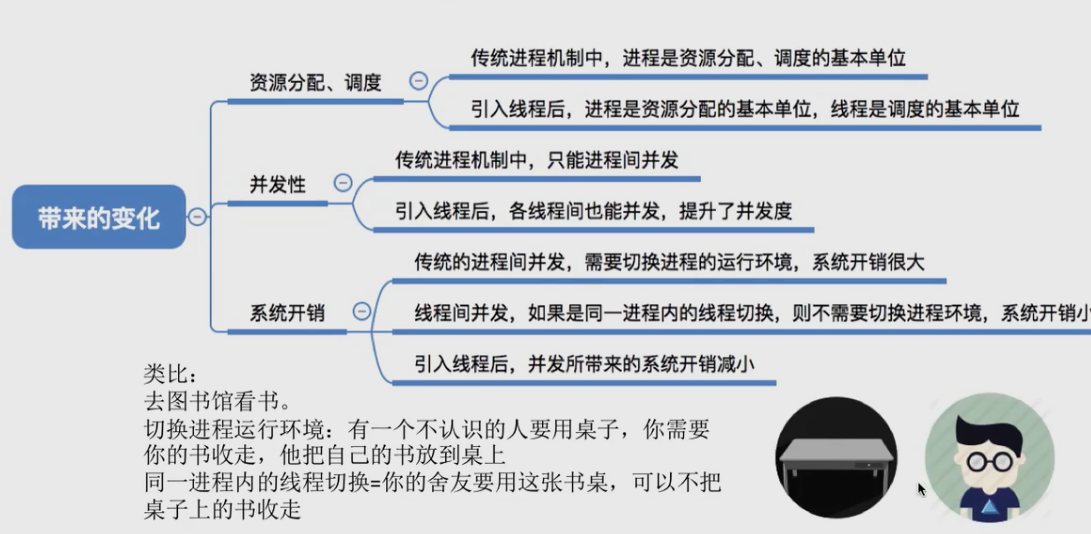 资源分配、调度
传统进程机制中，进程是资源分配、调度的基本单位
引入线程后，进程是资源分配的基本单位，线程是调度的基本单位
带来的变化
并发性
传统进程机制中，只能进程间并发
引入线程后，各线程间也能并发，提升了并发度
系统开销
传统的进程间并发，需要切换进程的运行环境，系统开销很大
线程间并发，如果是同一进程内的线程切换，则不需要切换进程环境，系统开销小
引入线程后，并发所带来的系统开销减小
类比：
去图书馆看书。
切换进程运行环境：有一个不认识的人要用桌子，你需要
你的书收走，他把自己的书放到桌上
同一进程内的线程切换=你的舍友要用这张书桌，可以不把
桌子上的书收走